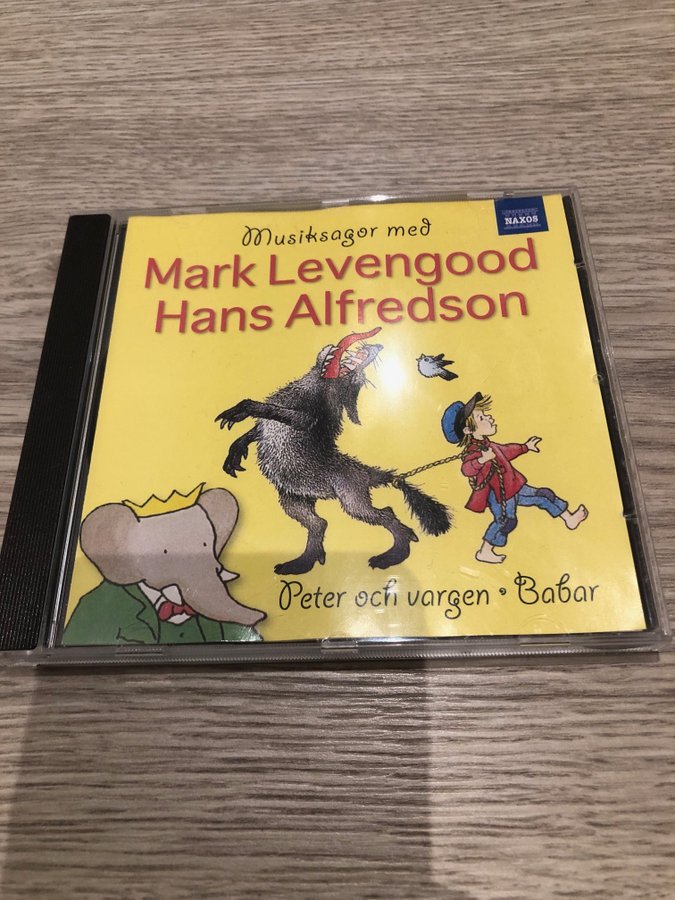 NAXOS
Musiksagor med
Mark Levengood
Hans Alfredson
Peter och vargen • Babar